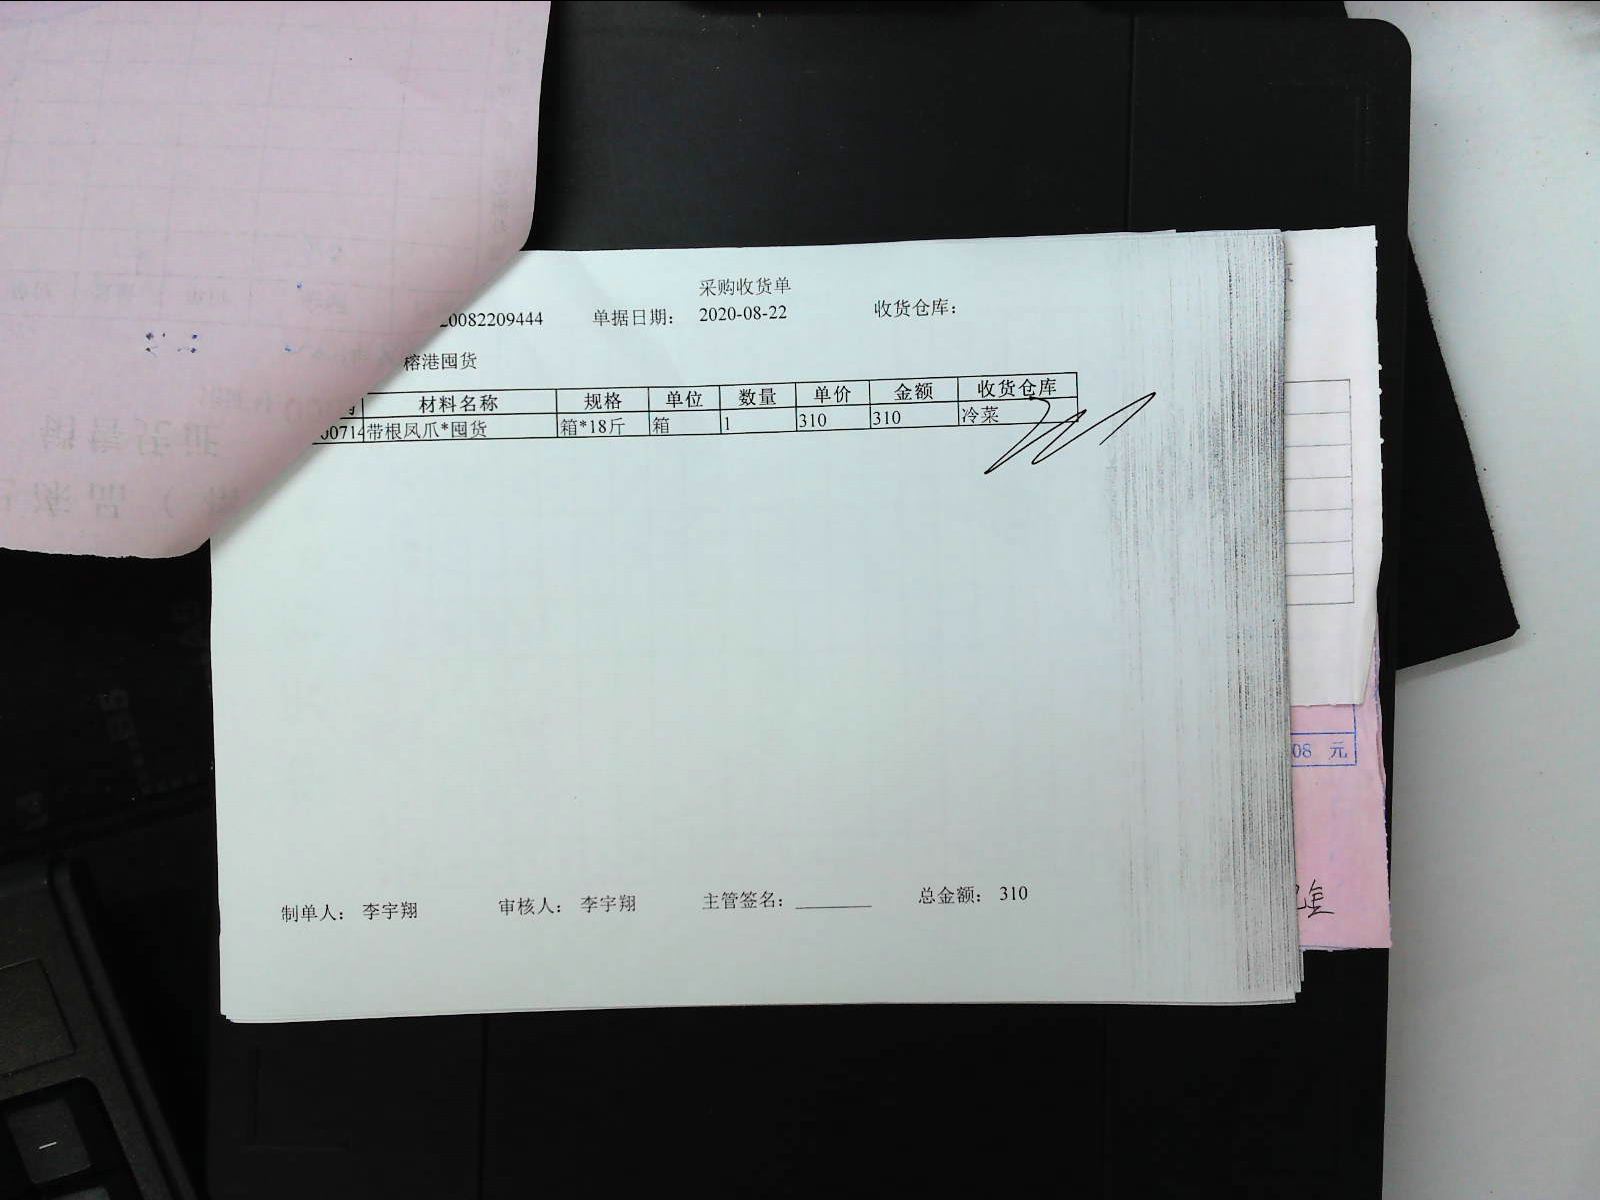 采购收货单
20082209444 单据日期： 2020-08-22 收货仓库：
榕港囤货
材料名称 规格 单位 数量 单价 金额 收货仓库
00714 带根凤爪*囤货 箱*18斤 箱 1 310 310 冷菜
08 元
制单人： 李宇翔 审核人： 李宇翔 主管签名：________ 总金额： 310